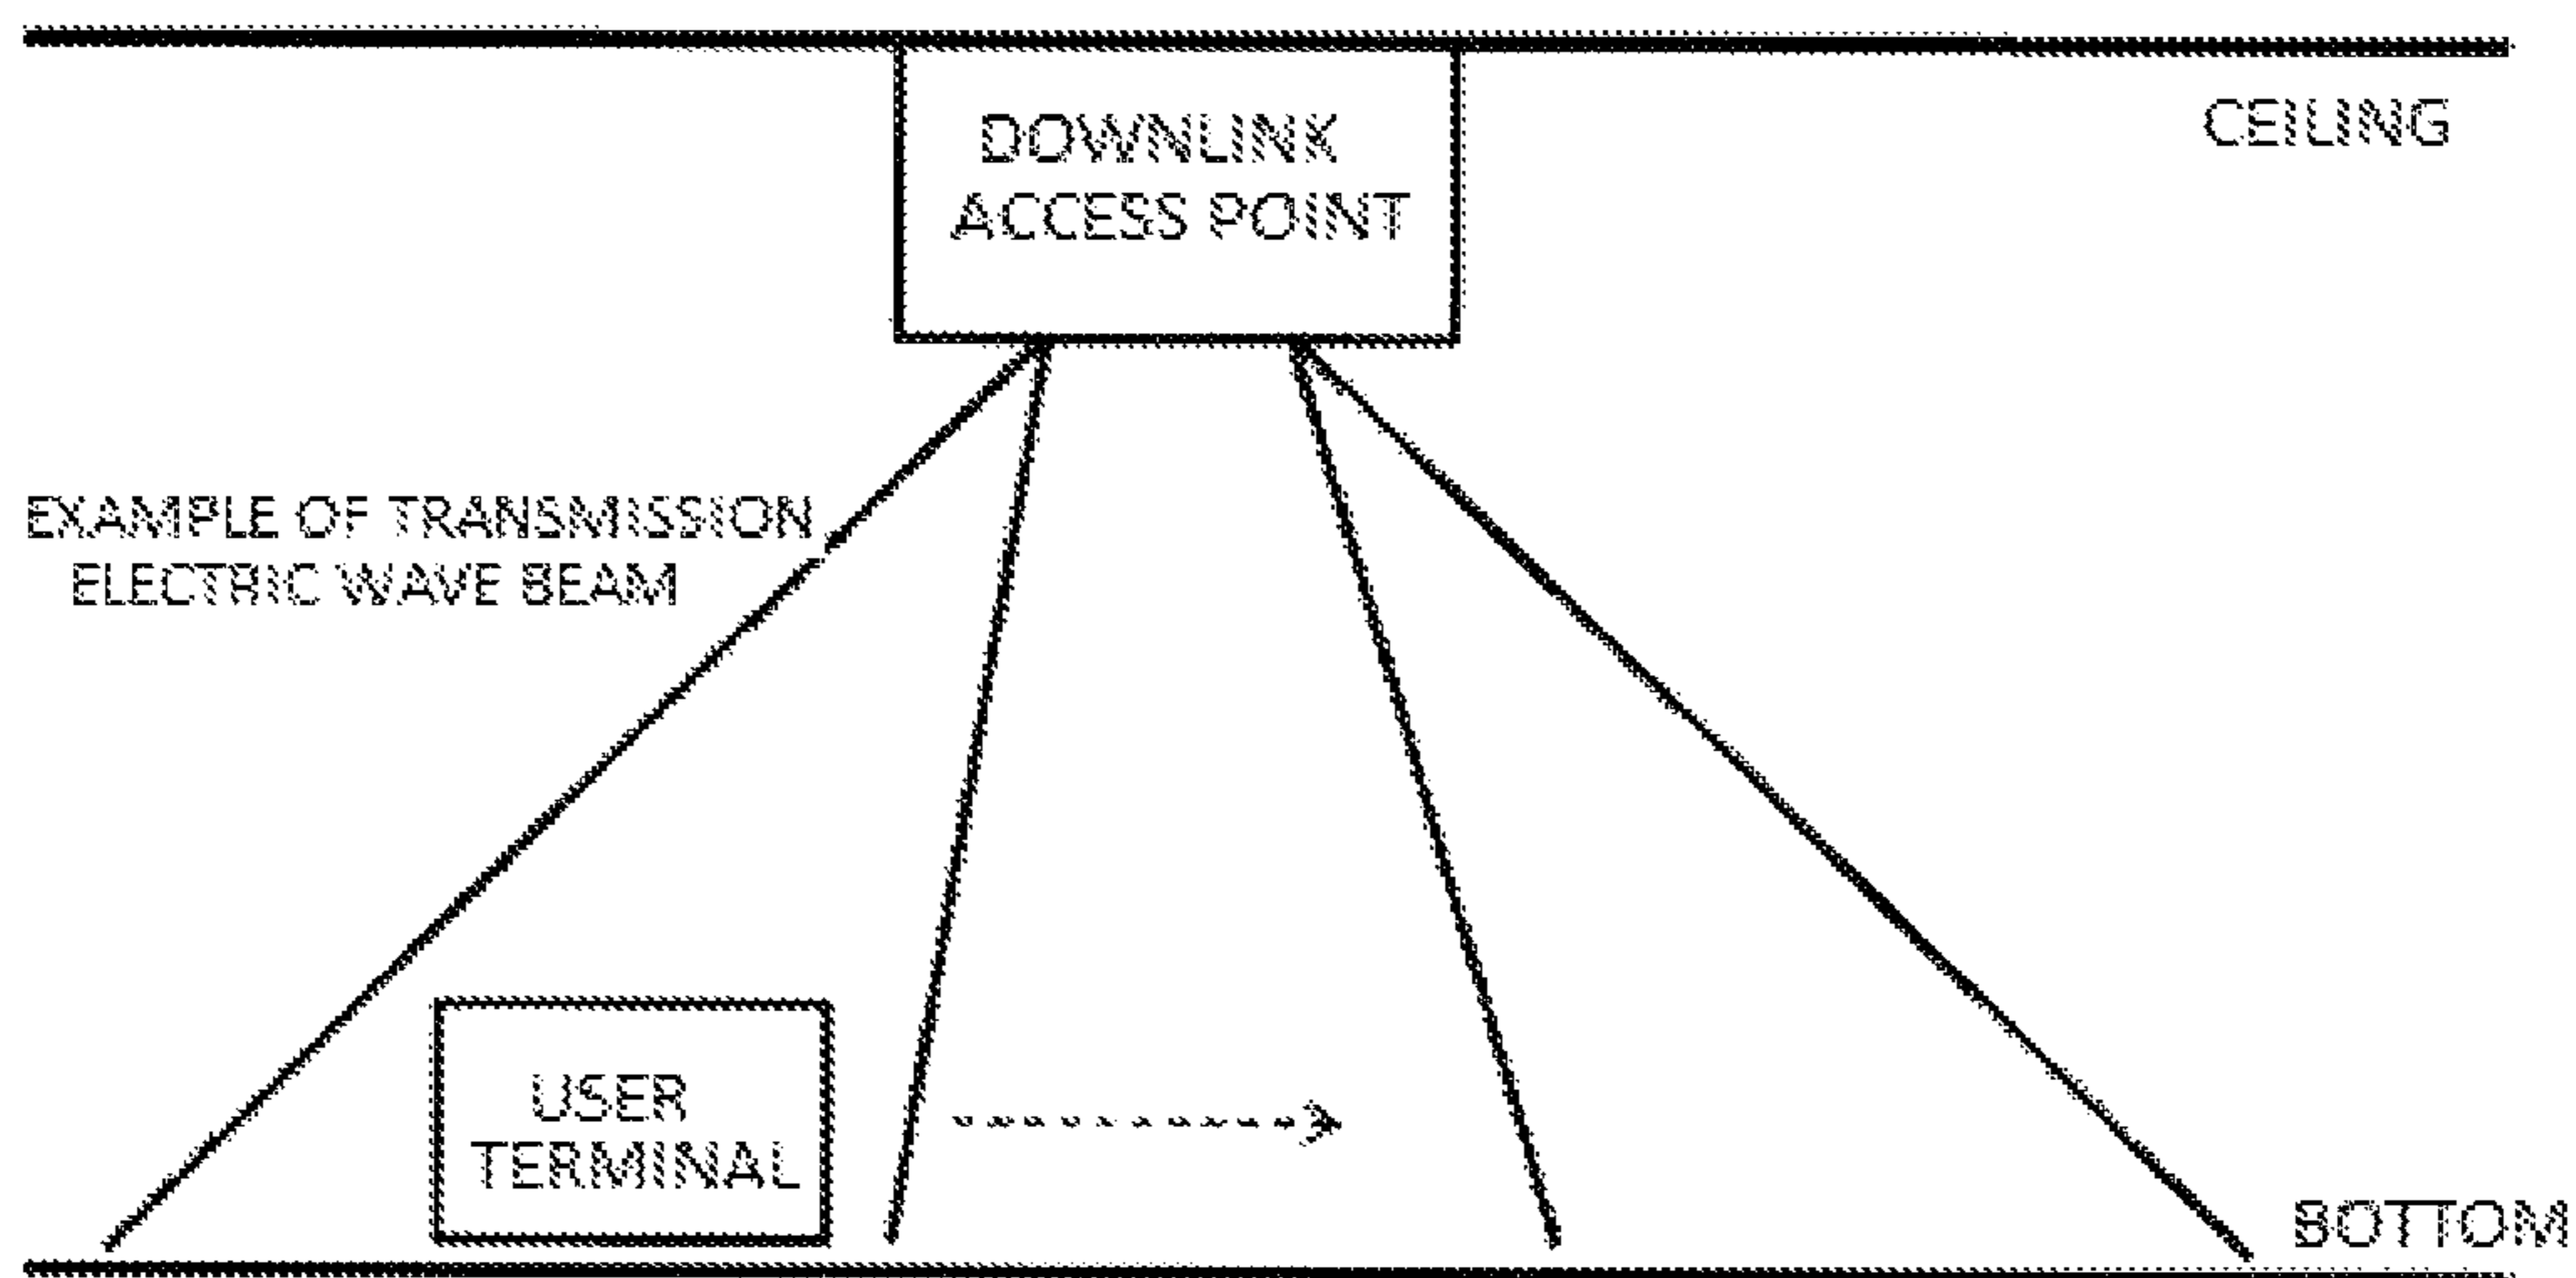 DOWNLINK
ACCESS POINT
CEILING
EXAMPLE OF TRANSMISSION
ELECTRIC WAVE BEAM
USER
TERMINAL
BOTTOM